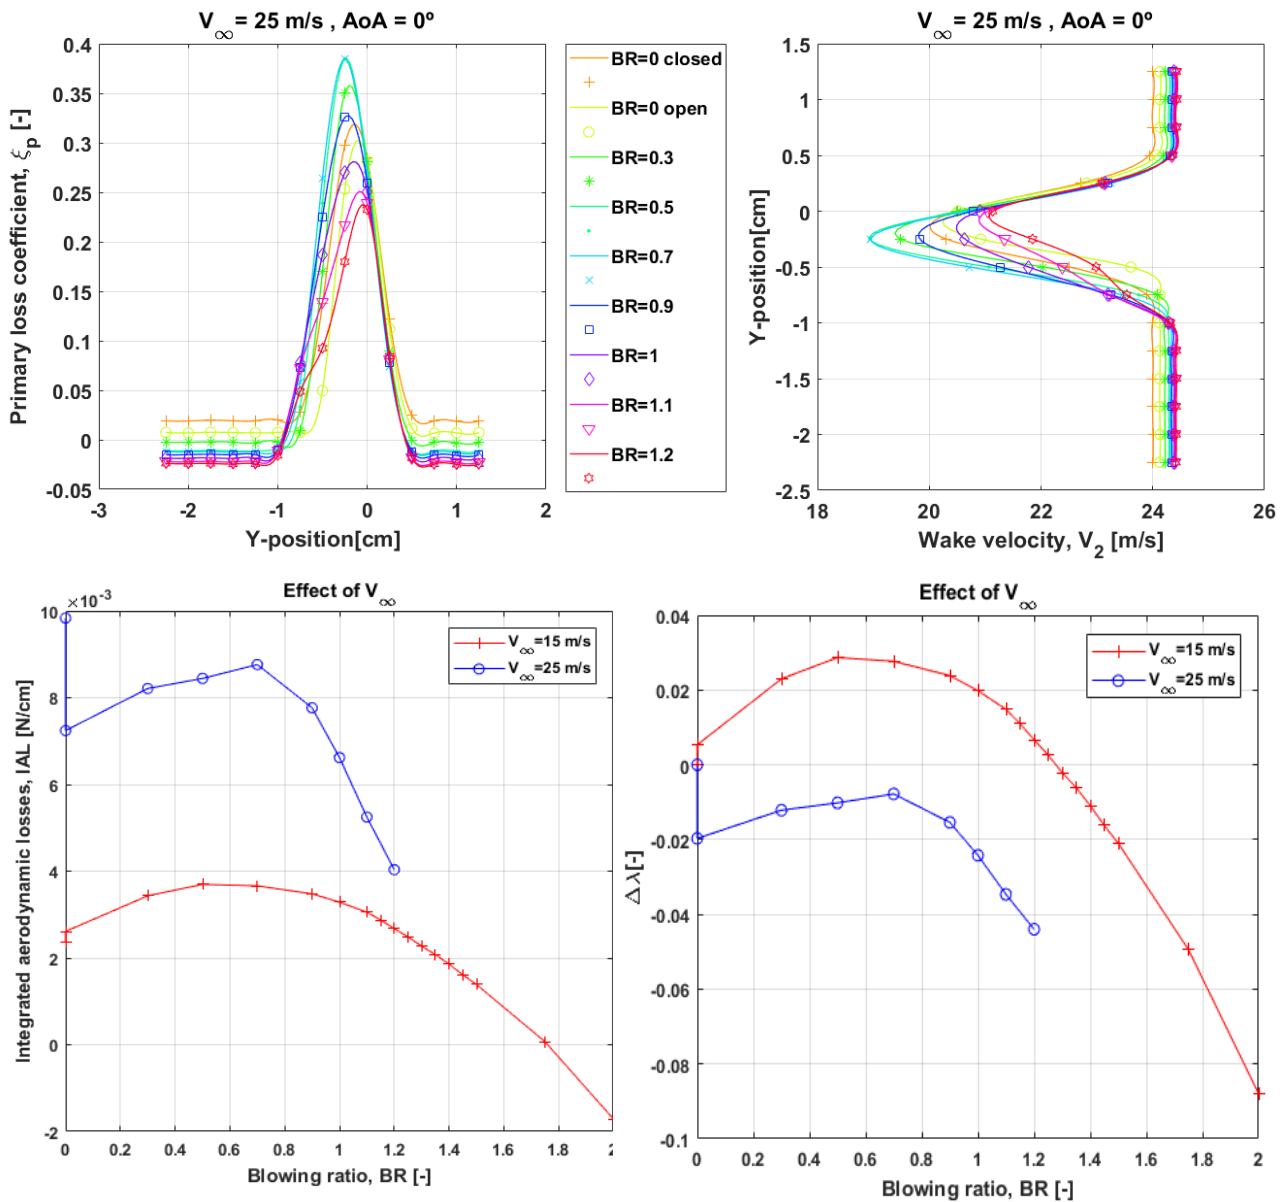 V∞ = 25 m/s , AoA = 0º
0.4
0.35
0.3
0.25
0.2
0.15
0.1
0.05
0
-0.05
-3
-2
-1
0
1
2
Primary loss coefficient, ξp [-]
Y-position[cm]
BR=0 closed
BR=0 open
BR=0.3
BR=0.5
BR=0.7
BR=0.9
BR=1
BR=1.1
BR=1.2
V∞ = 25 m/s , AoA = 0º
1.5
1
0.5
0
-0.5
-1
-1.5
-2
-2.5
18
20
22
24
26
Y-position[cm]
Wake velocity, V2 [m/s]
Effect of V∞
×10-3
10
8
6
4
2
0
-2
0
0.2
0.4
0.6
0.8
1
1.2
1.4
1.6
1.8
2
Integrated aerodynamic losses, IAL [N/cm]
Blowing ratio, BR [-]
V∞=15 m/s
V∞=25 m/s
Effect of V∞
0.04
0.02
0
-0.02
-0.04
-0.06
-0.08
-0.1
0
0.2
0.4
0.6
0.8
1
1.2
1.4
1.6
1.8
2
Δλ[-]
Blowing ratio, BR [-]
V∞=15 m/s
V∞=25 m/s